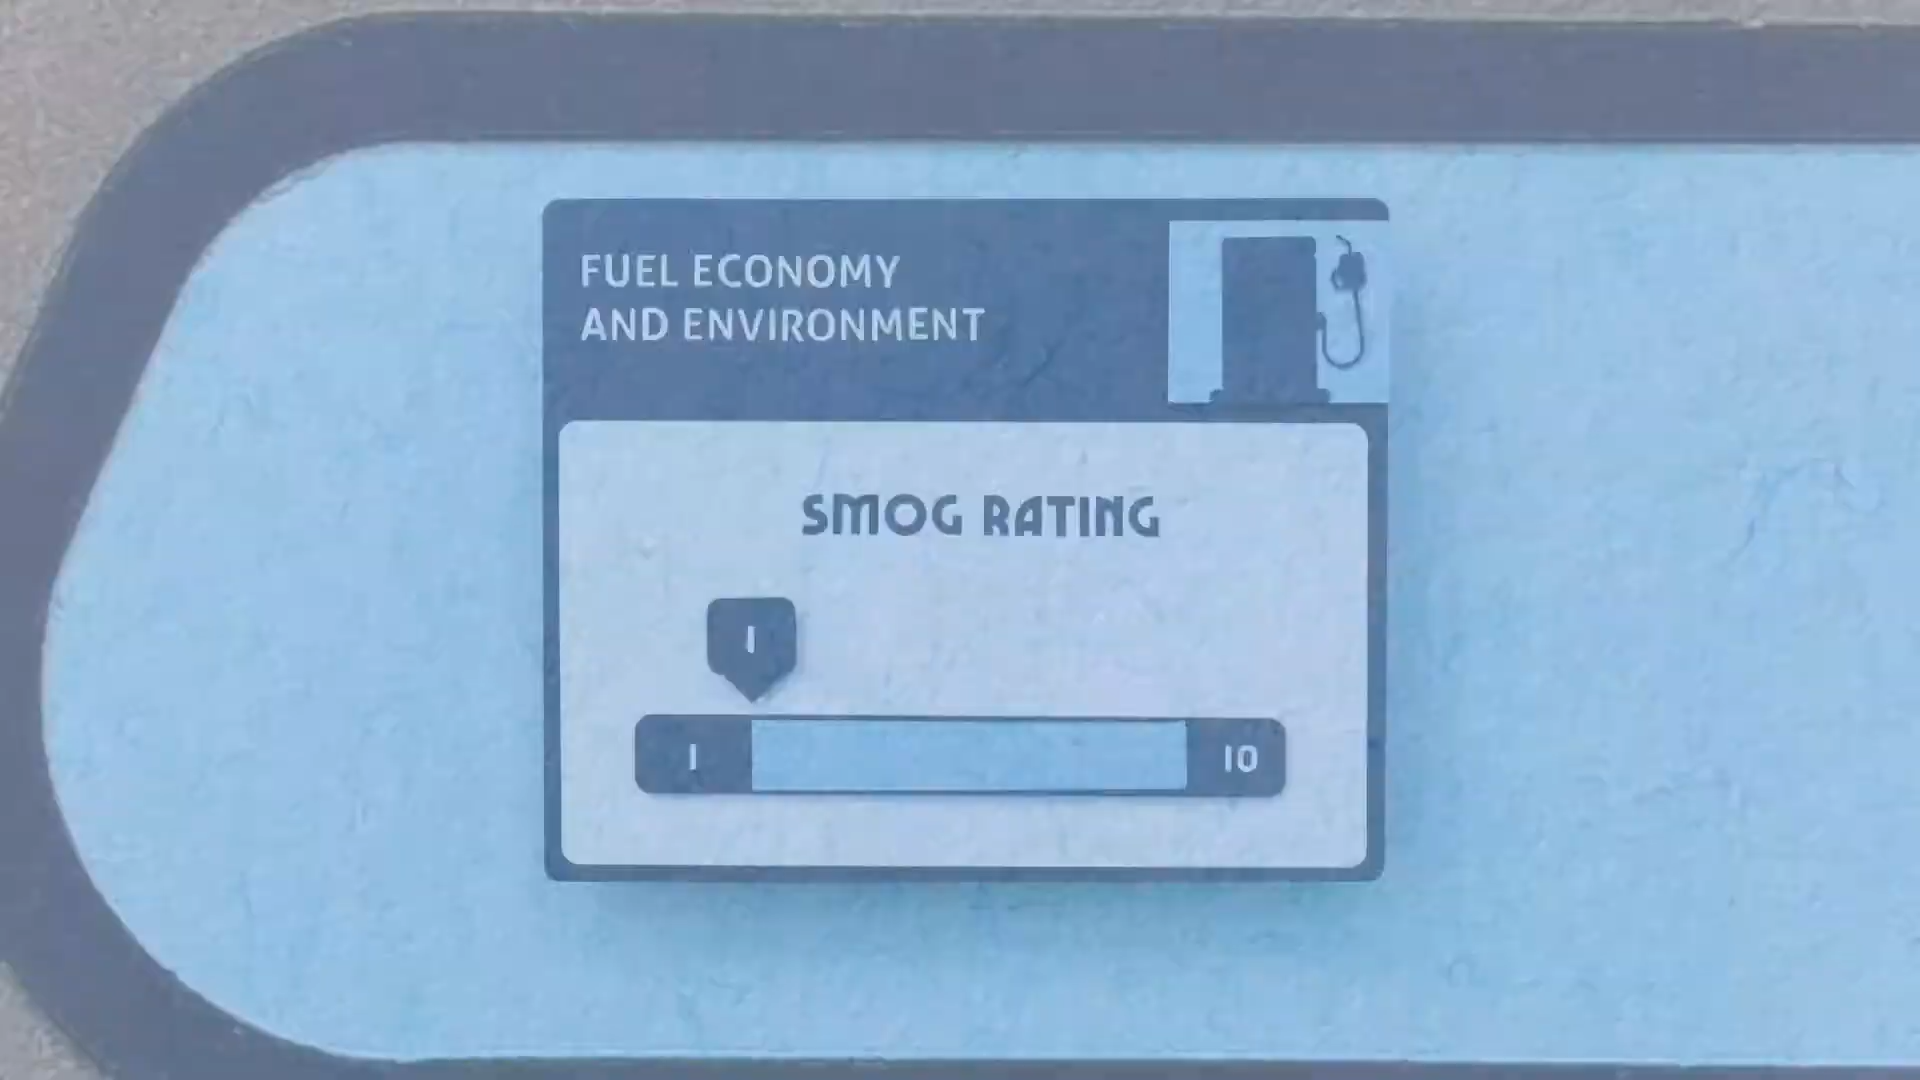 FUEL ECONOMY
AND ENVIRONMENT
SMOG RATING
1
1
10